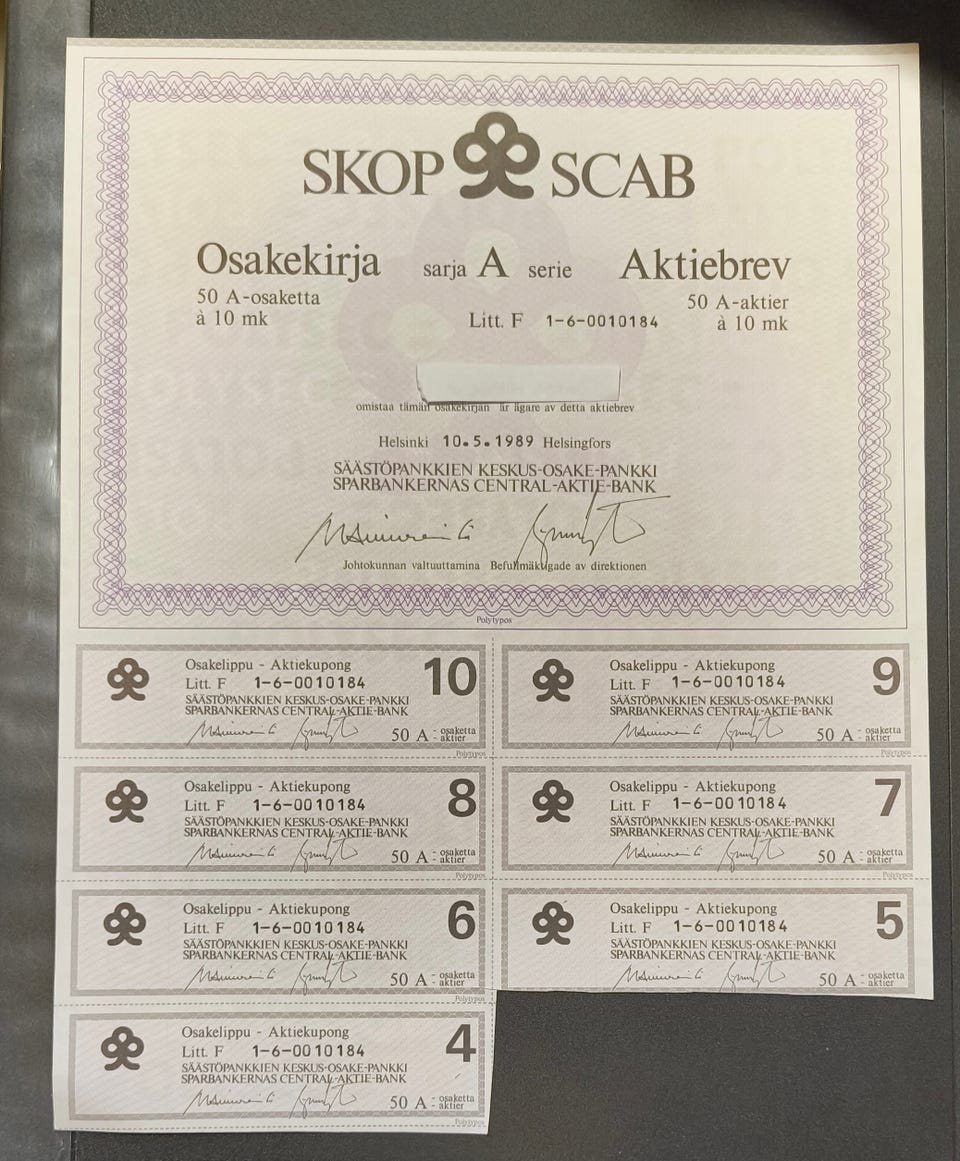 SKOP SCAB
Osakekirja sarja A serie Aktiebrev
50 A-osaketta 50 A-aktier
à 10 mk Litt. F 1-6-0010184 à 10 mk
omistaa tämän osakekirjan är ägare av detta aktiebrev
Helsinki 10.5.1989 Helsingfors
SÄÄSTÖPANKKIEN KESKUS-OSAKE-PANKKI
SPARBANKERNAS CENTRAL-AKTIE-BANK
Johtokunnan valtuuttamina Befullmäktigade av direktionen
Polytypos
Osakelippu - Aktiekupong 10
Litt. F 1-6-0010184
SÄÄSTÖPANKKIEN KESKUS-OSAKE-PANKKI
SPARBANKERNAS CENTRAL-AKTIE-BANK
50 A - osaketta
- aktier
Polytypos
Osakelippu - Aktiekupong 9
Litt. F 1-6-0010184
SÄÄSTÖPANKKIEN KESKUS-OSAKE-PANKKI
SPARBANKERNAS CENTRAL-AKTIE-BANK
50 A - osaketta
- aktier
Polytypos
Osakelippu - Aktiekupong 8
Litt. F 1-6-0010184
SÄÄSTÖPANKKIEN KESKUS-OSAKE-PANKKI
SPARBANKERNAS CENTRAL-AKTIE-BANK
50 A - osaketta
- aktier
Polytypos
Osakelippu - Aktiekupong 7
Litt. F 1-6-0010184
SÄÄSTÖPANKKIEN KESKUS-OSAKE-PANKKI
SPARBANKERNAS CENTRAL-AKTIE-BANK
50 A - osaketta
- aktier
Polytypos
Osakelippu - Aktiekupong 6
Litt. F 1-6-0010184
SÄÄSTÖPANKKIEN KESKUS-OSAKE-PANKKI
SPARBANKERNAS CENTRAL-AKTIE-BANK
50 A - osaketta
- aktier
Polytypos
Osakelippu - Aktiekupong 5
Litt. F 1-6-0010184
SÄÄSTÖPANKKIEN KESKUS-OSAKE-PANKKI
SPARBANKERNAS CENTRAL-AKTIE-BANK
50 A - osaketta
- aktier
Osakelippu - Aktiekupong 4
Litt. F 1-6-0010184
SÄÄSTÖPANKKIEN KESKUS-OSAKE-PANKKI
SPARBANKERNAS CENTRAL-AKTIE-BANK
50 A - osaketta
- aktier
Polytypos